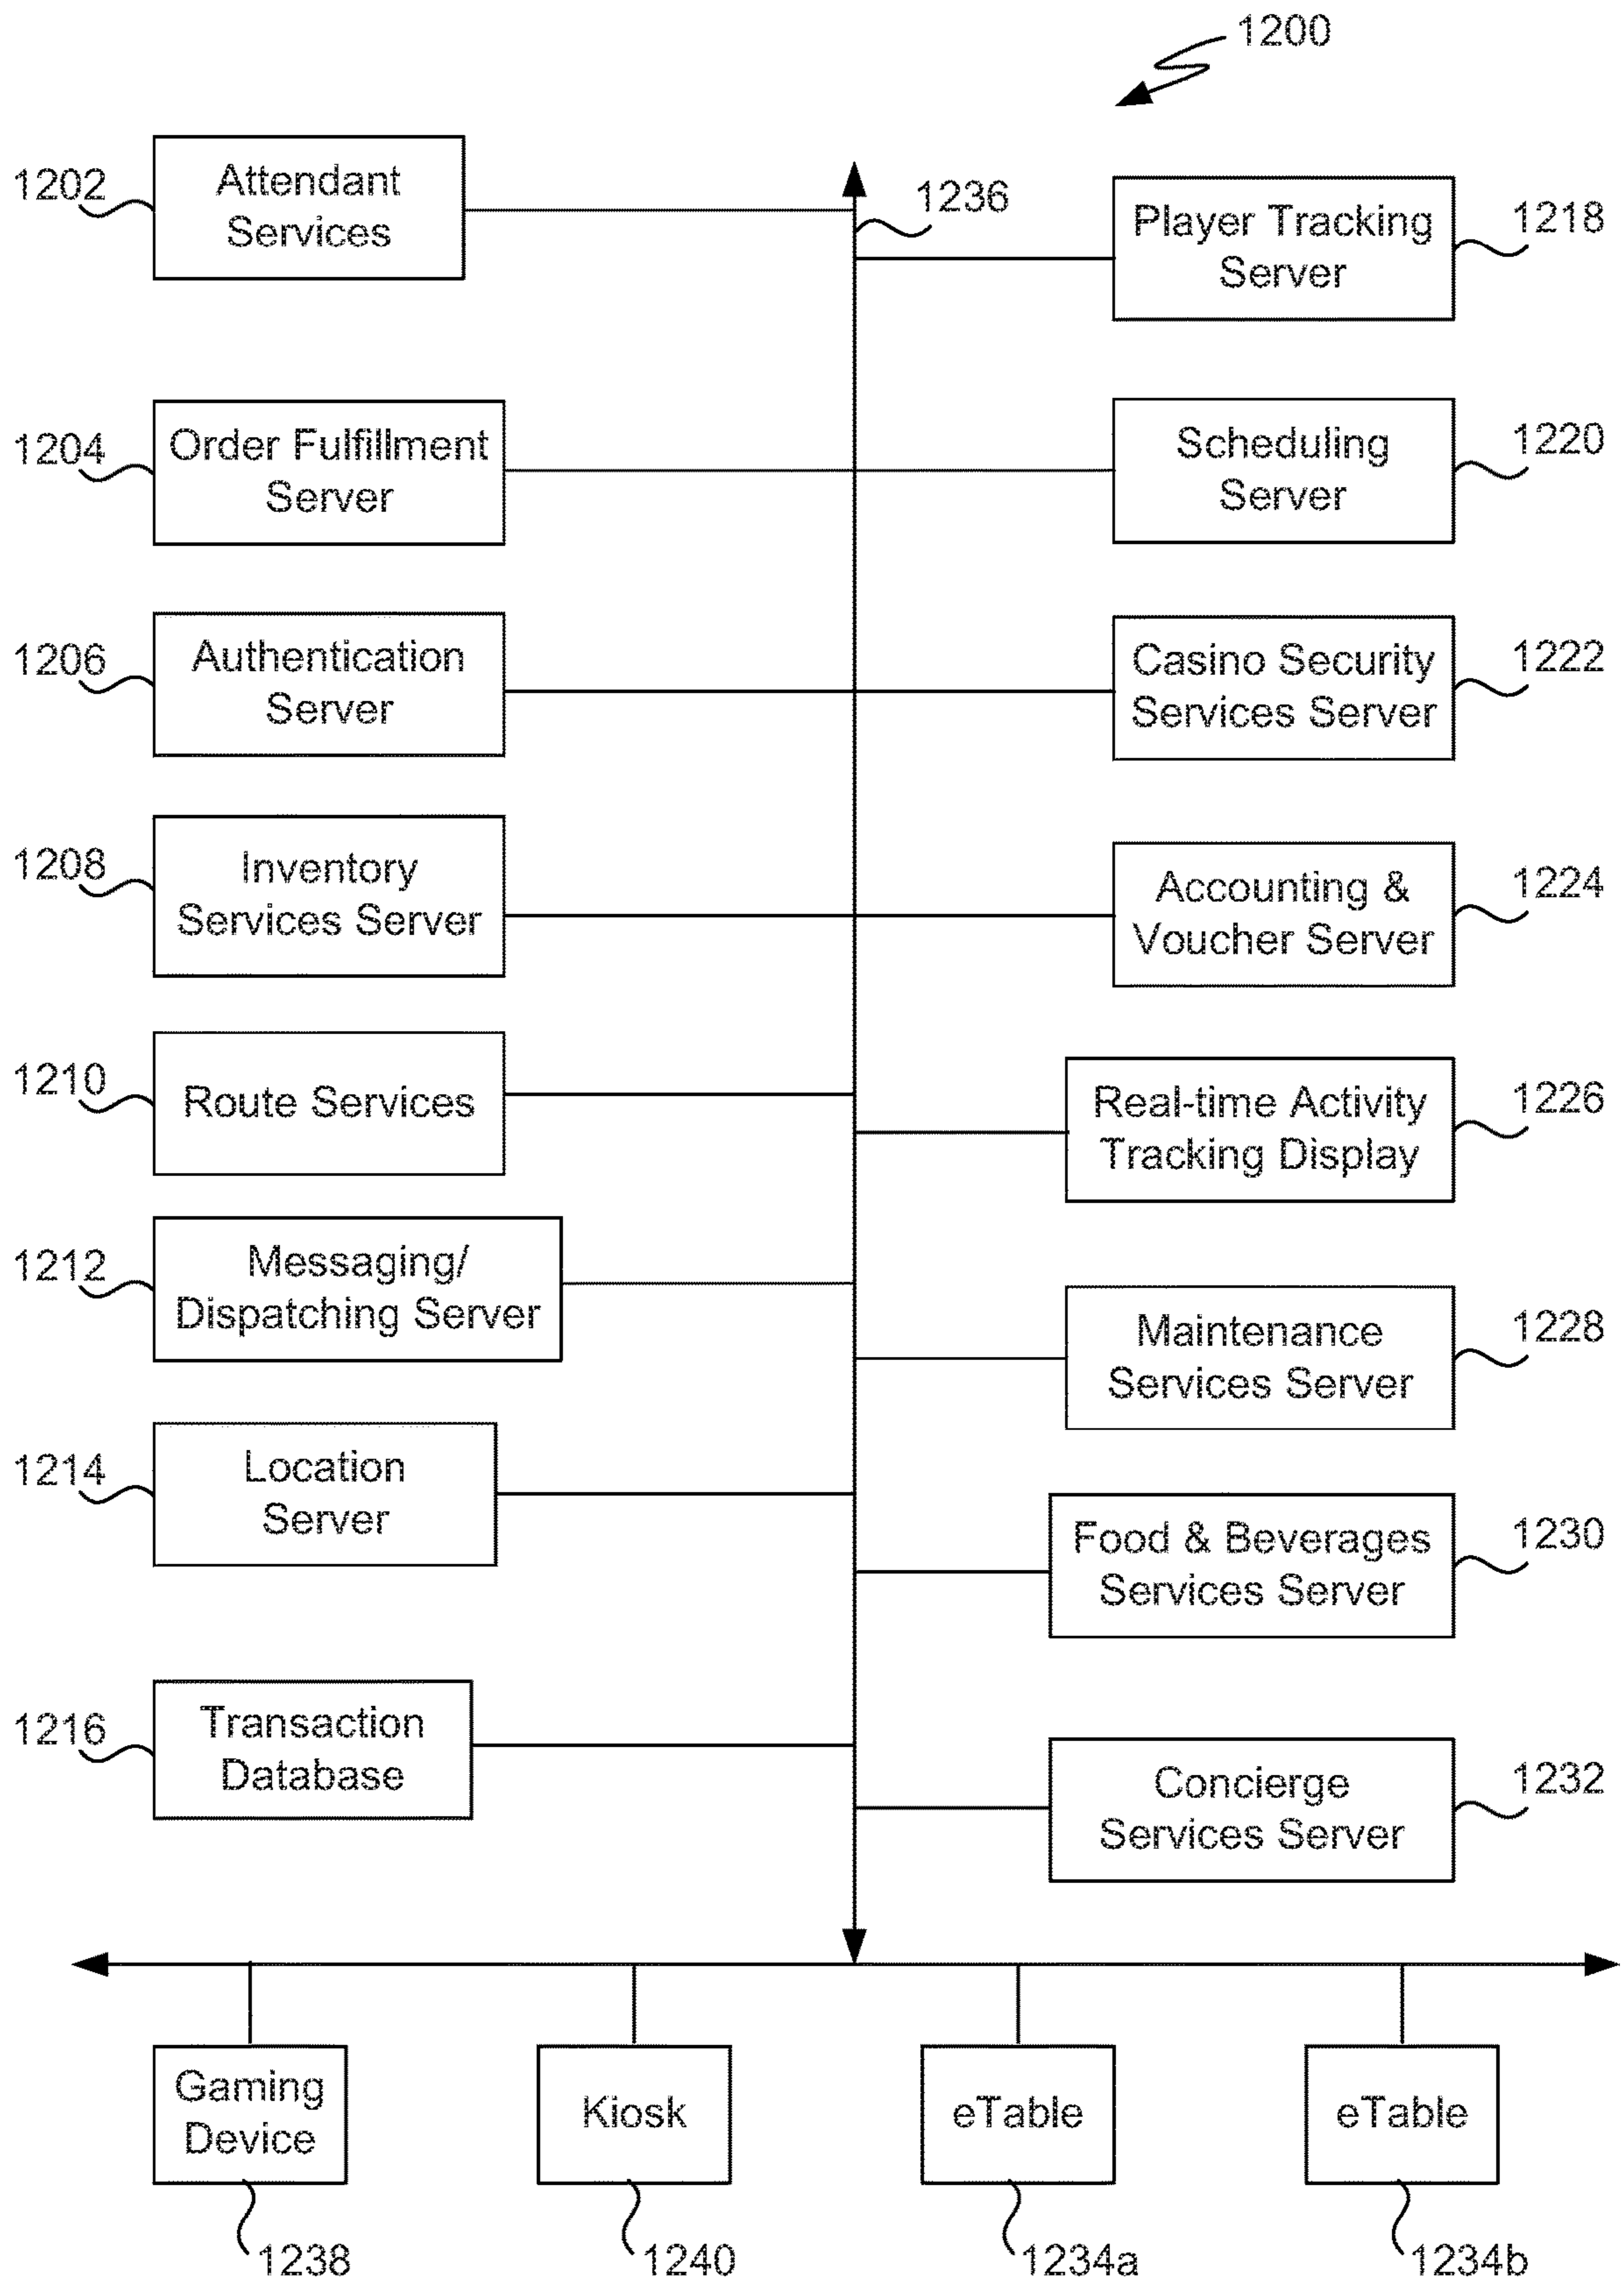 1200
1202
Attendant
Services
1236
Player Tracking
Server
1218
1204
Order Fulfillment
Server
Scheduling
Server
1220
1206
Authentication
Server
Casino Security
Services Server
1222
1208
Inventory
Services Server
Accounting &
Voucher Server
1224
1210
Route Services
Real-time Activity
Tracking Display
1226
1212
Messaging/
Dispatching Server
Maintenance
Services Server
1228
1214
Location
Server
Food & Beverages
Services Server
1230
1216
Transaction
Database
Concierge
Services Server
1232
Gaming
Device
Kiosk
eTable
eTable
1238
1240
1234a
1234b